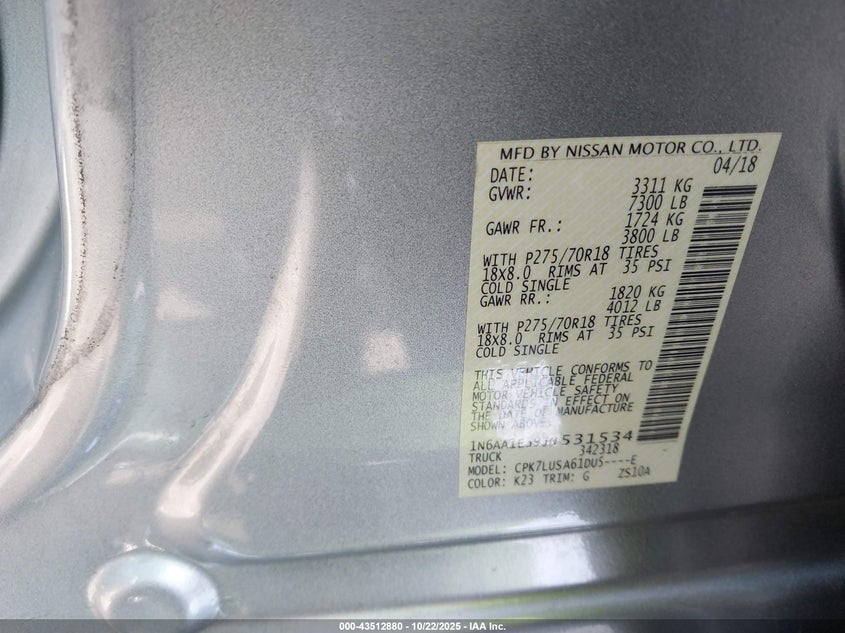 MFD BY NISSAN MOTOR CO., LTD.
DATE: 04/18
GVWR: 3311 KG
7300 LB
GAWR FR.: 1724 KG
3800 LB
WITH P275/70R18 TIRES
18X8.0 RIMS AT 35 PSI
COLD SINGLE
GAWR RR.: 1820 KG
4012 LB
WITH P275/70R18 TIRES
18X8.0 RIMS AT 35 PSI
COLD SINGLE
THIS VEHICLE CONFORMS TO
ALL APPLICABLE FEDERAL
MOTOR VEHICLE SAFETY
STANDARDS IN EFFECT ON
THE DATE OF MANUFACTURE
SHOWN ABOVE
TRUCK 342318
MODEL: CPK7LUSA61DUS----E
COLOR: K23 TRIM: G ZS10A
000-43512880 - 10/22/2025 - IAA Inc.